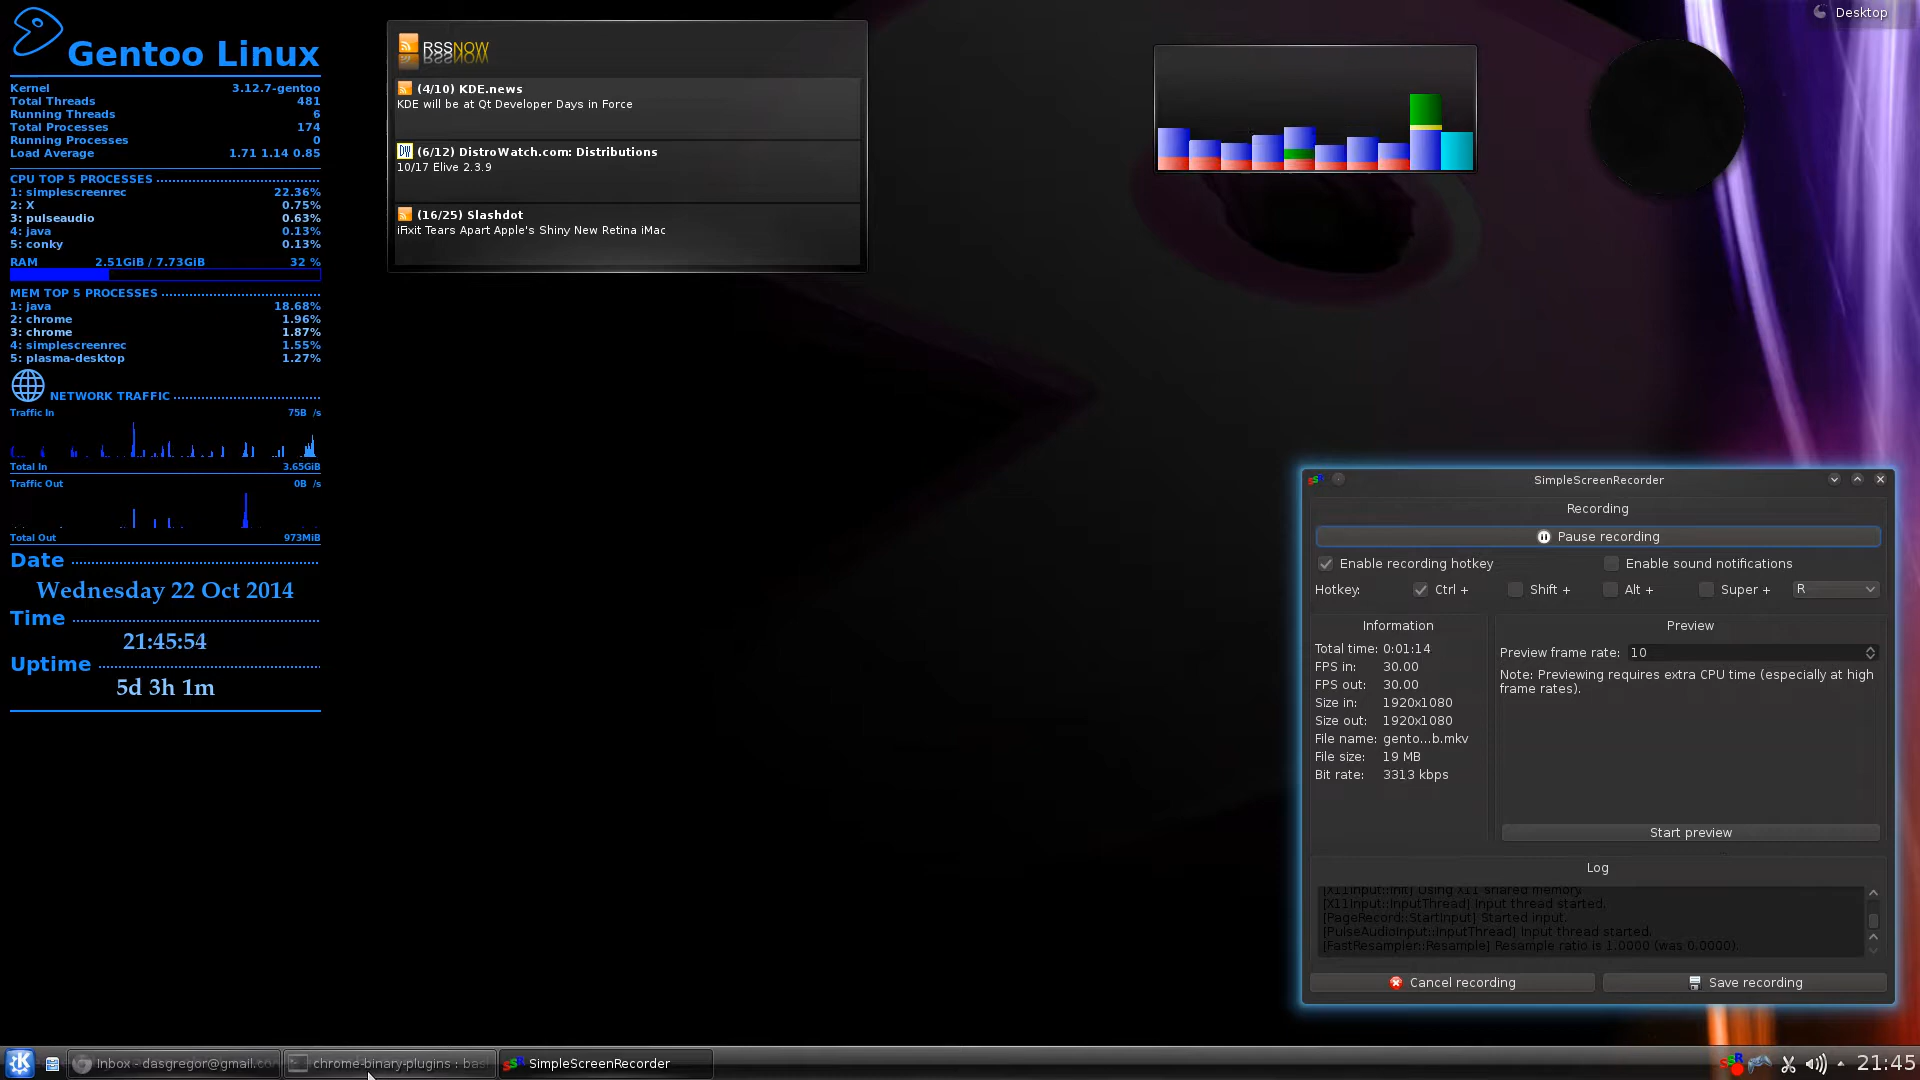 Gentoo Linux
Kernel 3.12.7-gentoo
Total Threads 481
Running Threads 6
Total Processes 174
Running Processes 0
Load Average 1.71 1.14 0.85
CPU TOP 5 PROCESSES
1: simplescreenrec 22.36%
2: X 0.75%
3: pulseaudio 0.63%
4: java 0.13%
5: conky 0.13%
RAM 2.51GiB / 7.73GiB 32 %
MEM TOP 5 PROCESSES
1: java 18.68%
2: chrome 1.96%
3: chrome 1.87%
4: simplescreenrec 1.55%
5: plasma-desktop 1.27%
NETWORK TRAFFIC
Traffic In 75B /s
Total In 3.65GiB
Traffic Out 0B /s
Total Out 973MiB
Date
Wednesday 22 Oct 2014
Time
21:45:54
Uptime
5d 3h 1m
RSSNOW
(4/10) KDE.news
KDE will be at Qt Developer Days in Force
DW (6/12) DistroWatch.com: Distributions
10/17 Elive 2.3.9
(16/25) Slashdot
iFixit Tears Apart Apple's Shiny New Retina iMac
Desktop
SSR SimpleScreenRecorder
Recording
Pause recording
Enable recording hotkey Enable sound notifications
Hotkey: Ctrl + Shift + Alt + Super + R
Information
Total time: 0:01:14
FPS in: 30.00
FPS out: 30.00
Size in: 1920x1080
Size out: 1920x1080
File name: gento...b.mkv
File size: 19 MB
Bit rate: 3313 kbps
Preview
Preview frame rate: 10
Note: Previewing requires extra CPU time (especially at high
frame rates).
Start preview
Log
[X11Input::Init] Using X11 shared memory.
[X11Input::InputThread] Input thread started.
[PageRecord::StartInput] Started input.
[PulseAudioInput::InputThread] Input thread started.
[FastResampler::Resample] Resample ratio is 1.0000 (was 0.0000).
Cancel recording Save recording
K Inbox - dasgregor@gmail.co chrome-binary-plugins : bas SSR SimpleScreenRecorder SSR 21:45